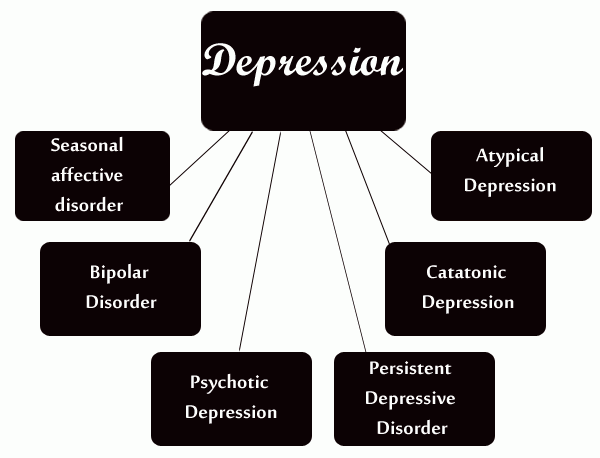 Depression
Seasonal
affective
disorder
Atypical
Depression
Bipolar
Disorder
Catatonic
Depression
Psychotic
Depression
Persistent
Depressive
Disorder